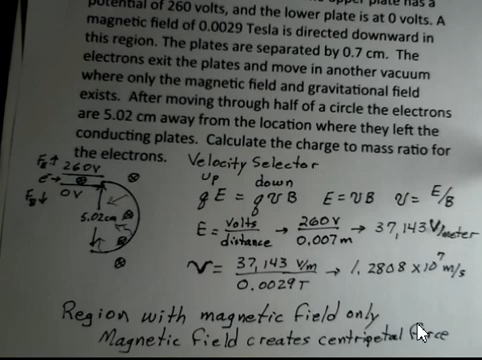 potential of 260 volts, and the lower plate is at 0 volts. A
magnetic field of 0.0029 Tesla is directed downward in
this region. The plates are separated by 0.7 cm. The
electrons exit the plates and move in another vacuum
where only the magnetic field and gravitational field
exists. After moving through half of a circle the electrons
are 5.02 cm away from the location where they left the
conducting plates. Calculate the charge to mass ratio for
the electrons. Velocity Selector
FE↑ 260V
e⁻→
0V
FB↓
5.02cm
up down
qE = qvB E = vB v = E/B
E = Volts/distance → 260V/0.007m → 37,143 V/meter
v = 37,143 V/m / 0.0029T → 1.2808 × 10⁷ m/s
Region with magnetic field only
Magnetic field creates centripetal force